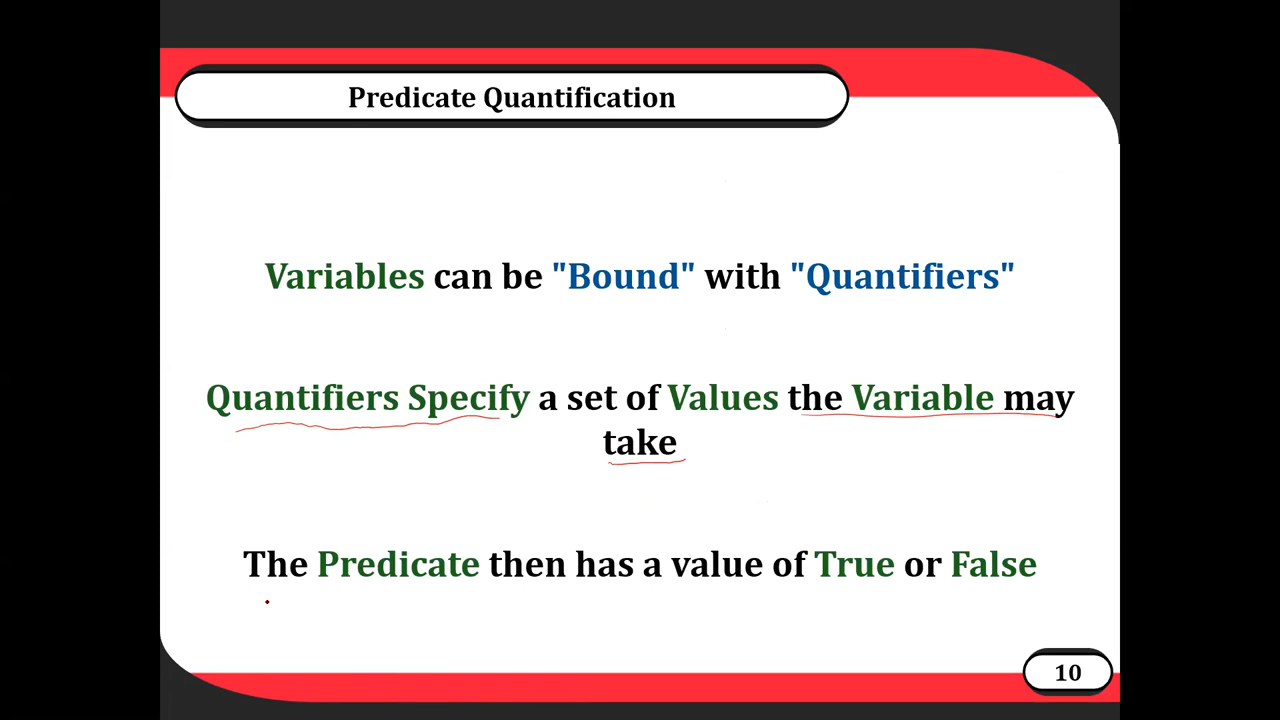 Predicate Quantification
Variables can be "Bound" with "Quantifiers"
Quantifiers Specify a set of Values the Variable may
take
The Predicate then has a value of True or False
10